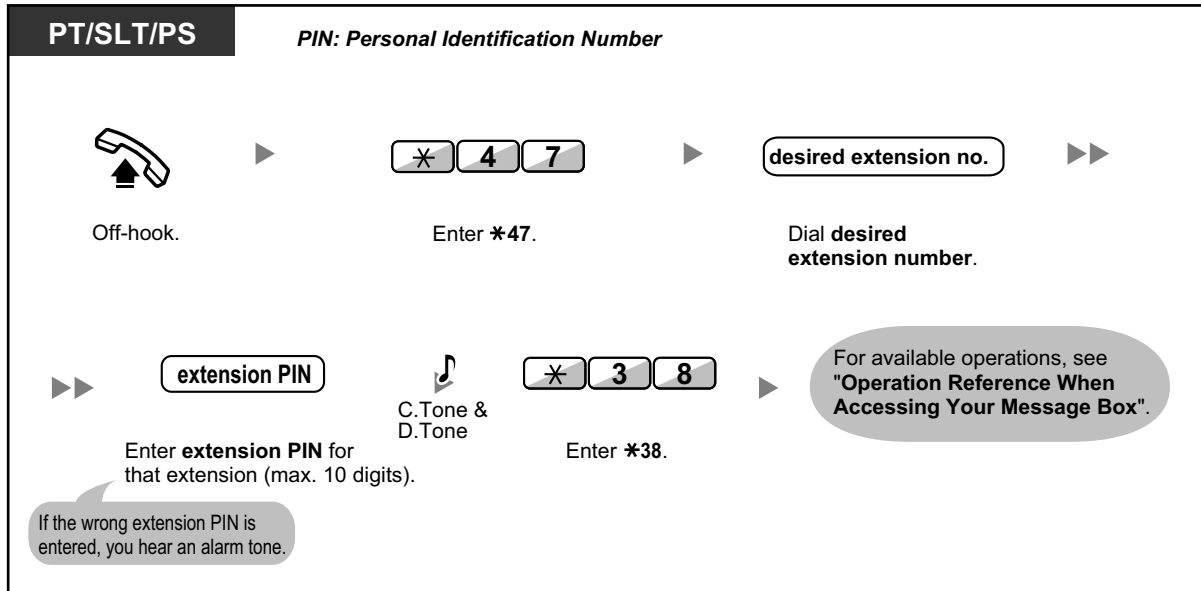 PT/SLT/PS
PIN: Personal Identification Number
* 4 7
desired extension no.
Off-hook.
Enter *47.
Dial desired
extension number.
extension PIN
C.Tone &
D.Tone
* 3 8
For available operations, see
"Operation Reference When
Accessing Your Message Box".
Enter extension PIN for
that extension (max. 10 digits).
Enter *38.
If the wrong extension PIN is
entered, you hear an alarm tone.